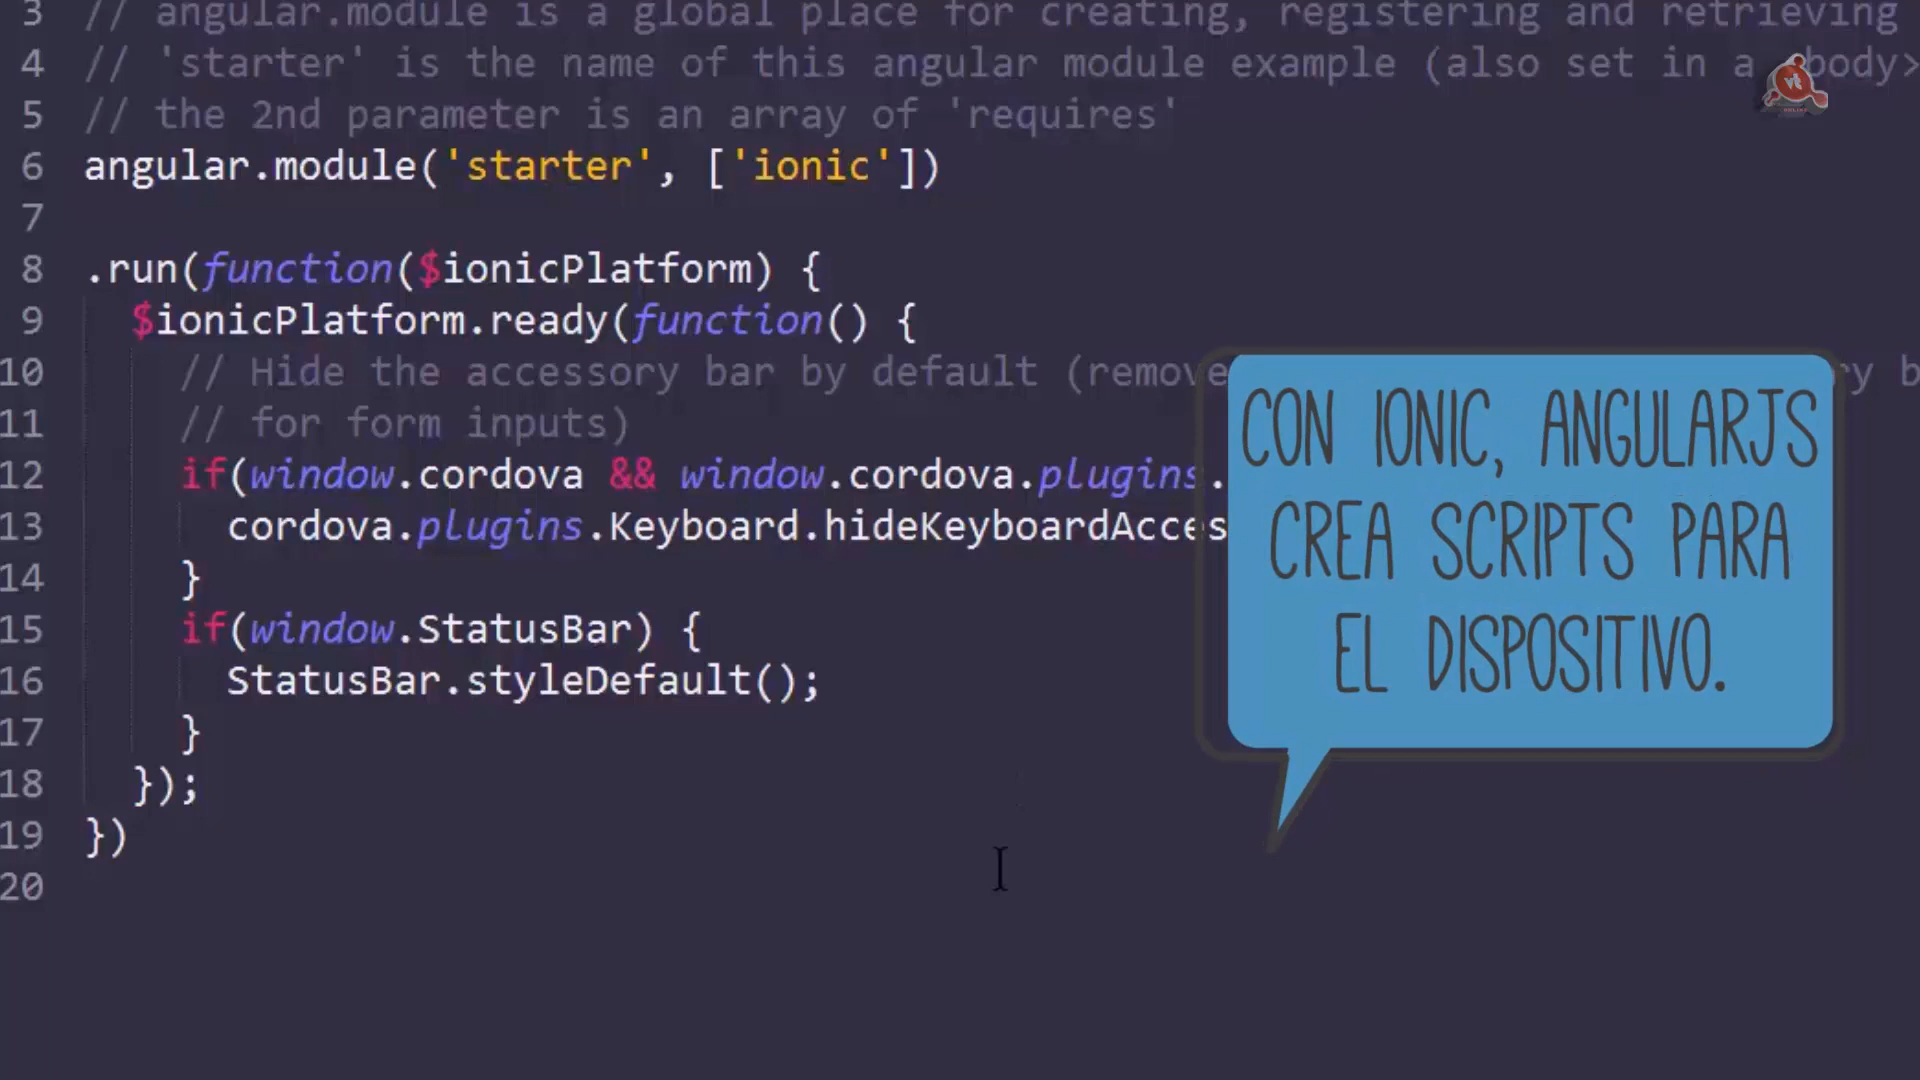 3 // angular.module is a global place for creating, registering and retrieving
4 // 'starter' is the name of this angular module example (also set in a body>
5 // the 2nd parameter is an array of 'requires'
6 angular.module('starter', ['ionic'])
7
8 .run(function($ionicPlatform) {
9 $ionicPlatform.ready(function() {
10 // Hide the accessory bar by default (remove
11 // for form inputs)
12 if(window.cordova && window.cordova.plugins.
13 cordova.plugins.Keyboard.hideKeyboardAcces
14 }
15 if(window.StatusBar) {
16 StatusBar.styleDefault();
17 }
18 });
19 })
20
CON IONIC, ANGULARJS
CREA SCRIPTS PARA
EL DISPOSITIVO.